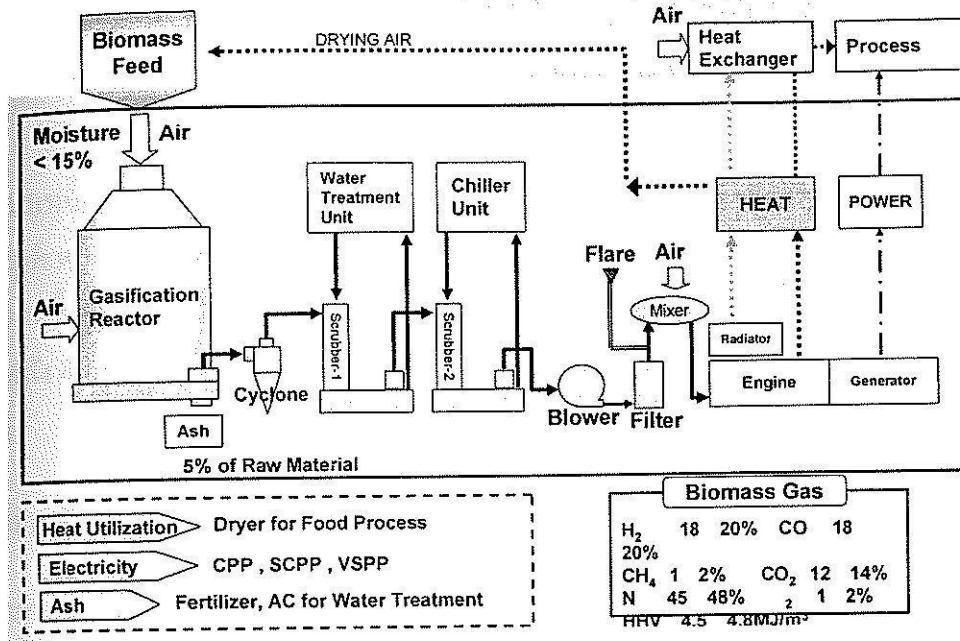 Biomass
Feed
DRYING AIR
Air
Heat
Exchanger
Process
Moisture
< 15%
Air
Water
Treatment
Unit
Chiller
Unit
HEAT
POWER
Flare
Air
Air
Gasification
Reactor
Mixer
Scrubber-1
Scrubber-2
Radiator
Cyclone
Engine
Generator
Blower
Filter
Ash
5% of Raw Material
Heat Utilization
Dryer for Food Process
Electricity
CPP , SCPP , VSPP
Ash
Fertilizer, AC for Water Treatment
Biomass Gas
H2 18 20% CO 18
20%
CH4 1 2% CO2 12 14%
N 45 48% 2 1 2%
HHV 4.5 4.8MJ/m³